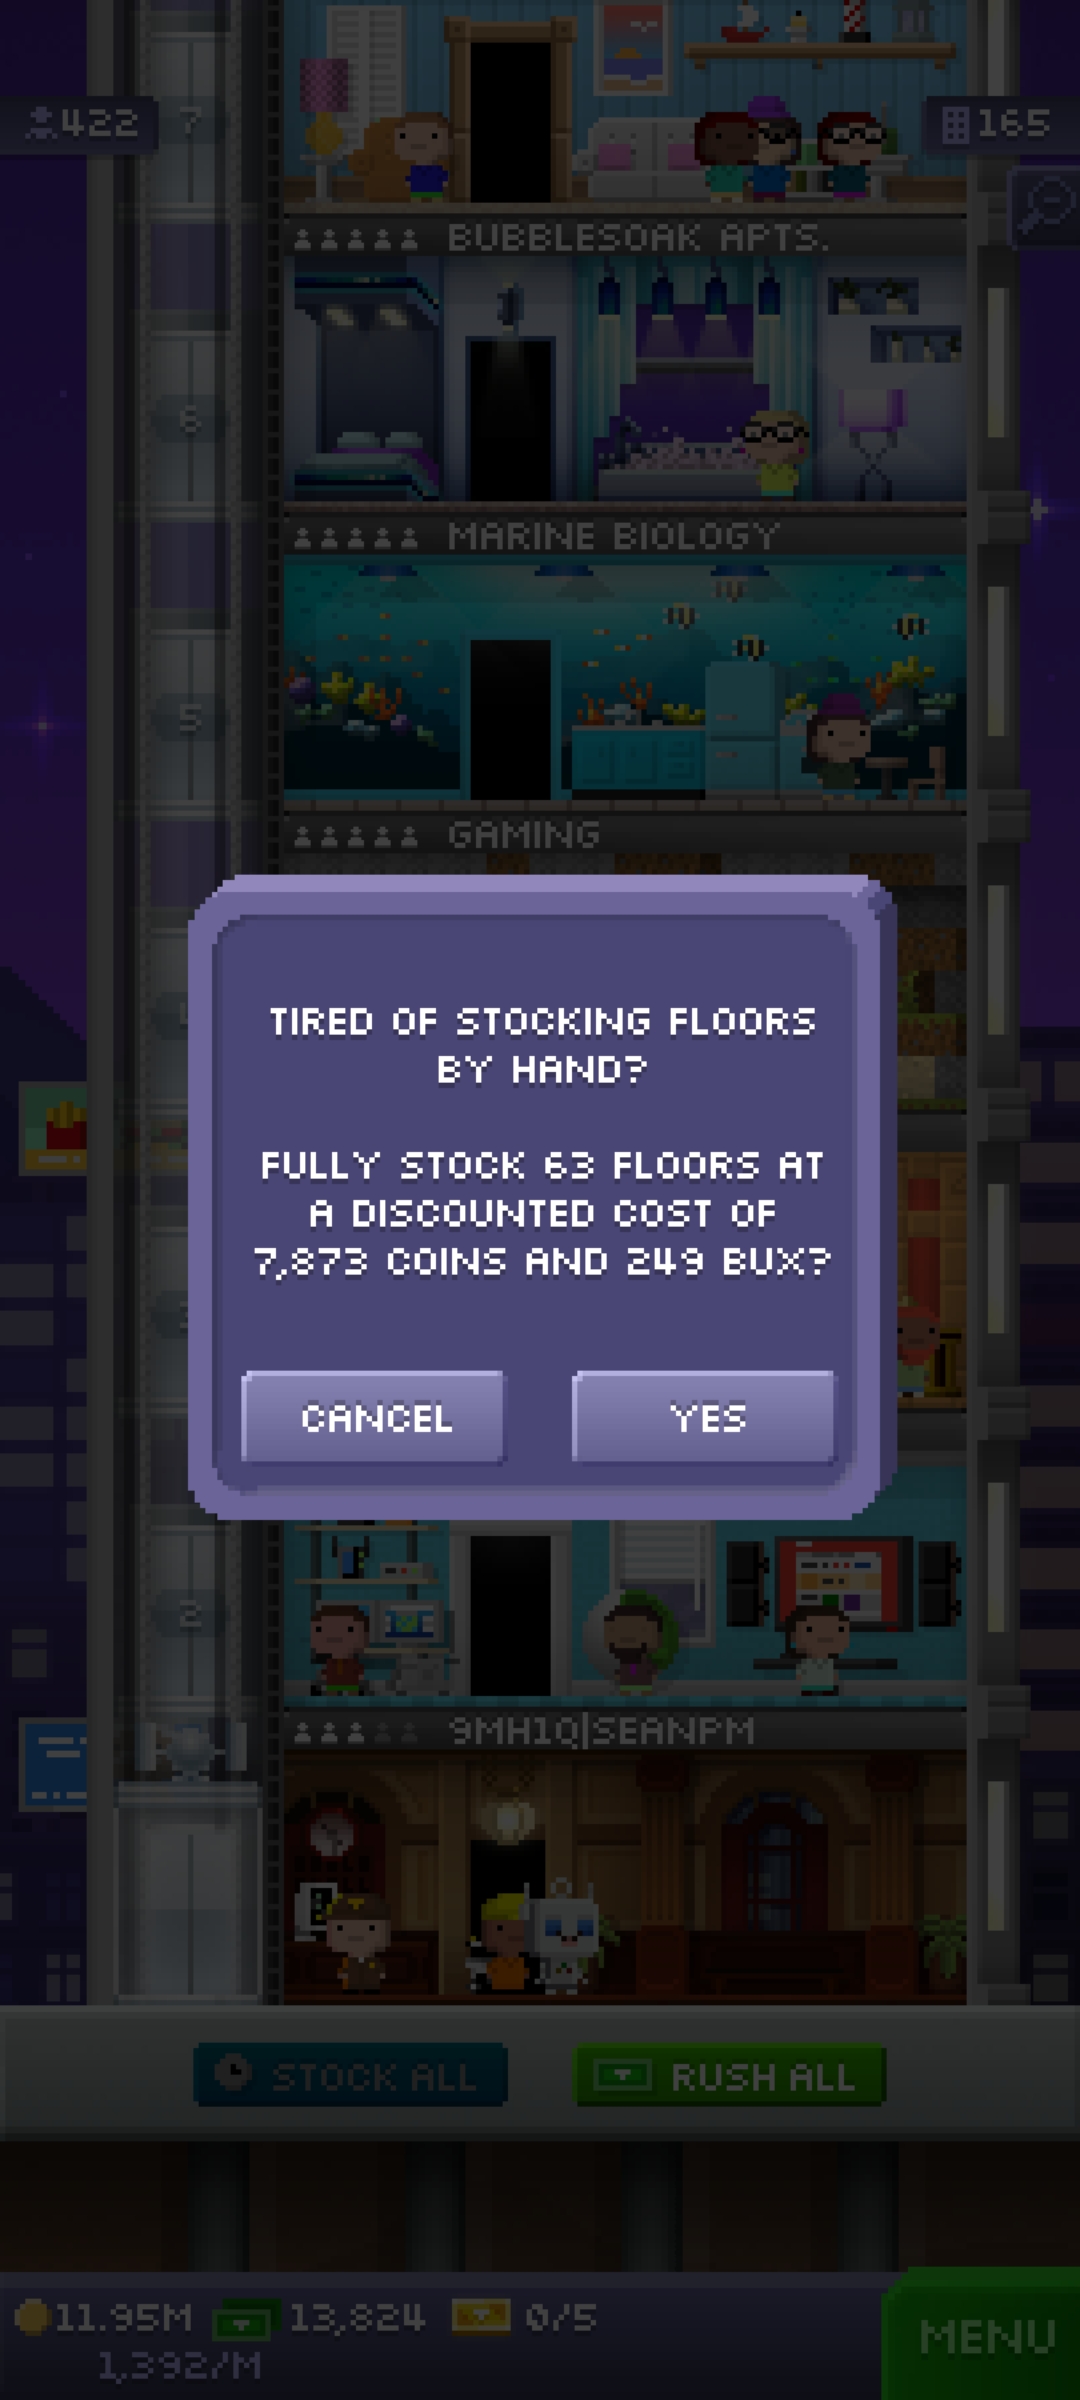 422
7
165
BUBBLESOAK APTS.
6
MARINE BIOLOGY
5
GAMING
TIRED OF STOCKING FLOORS
BY HAND?
FULLY STOCK 63 FLOORS AT
A DISCOUNTED COST OF
7,873 COINS AND 249 BUX?
CANCEL
YES
2
9MH1Q|SEANPM
STOCK ALL
RUSH ALL
11.95M
13,824
0/5
MENU
1,392/M